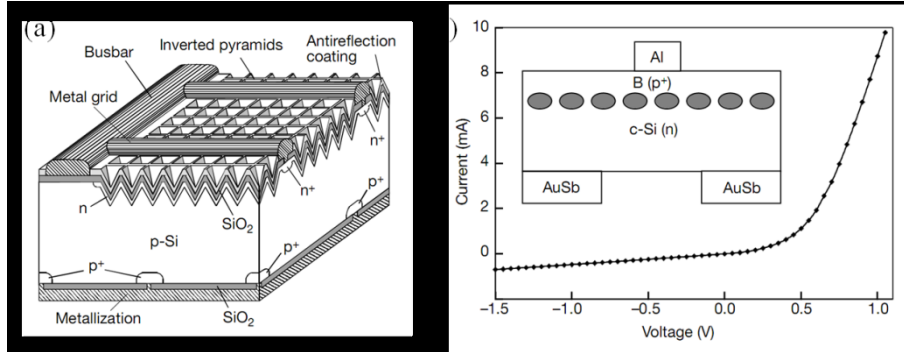 (a)
Busbar
Inverted pyramids
Antireflection
coating
Metal grid
n⁺
n⁺
n
p⁺
SiO₂
p-Si
p⁺
p⁺
Metallization
SiO₂
)
10
8
6
4
2
0
Current (mA)
Al
B (p⁺)
c-Si (n)
AuSb
AuSb
−1.5
−1.0
−0.5
0.0
0.5
1.0
Voltage (V)